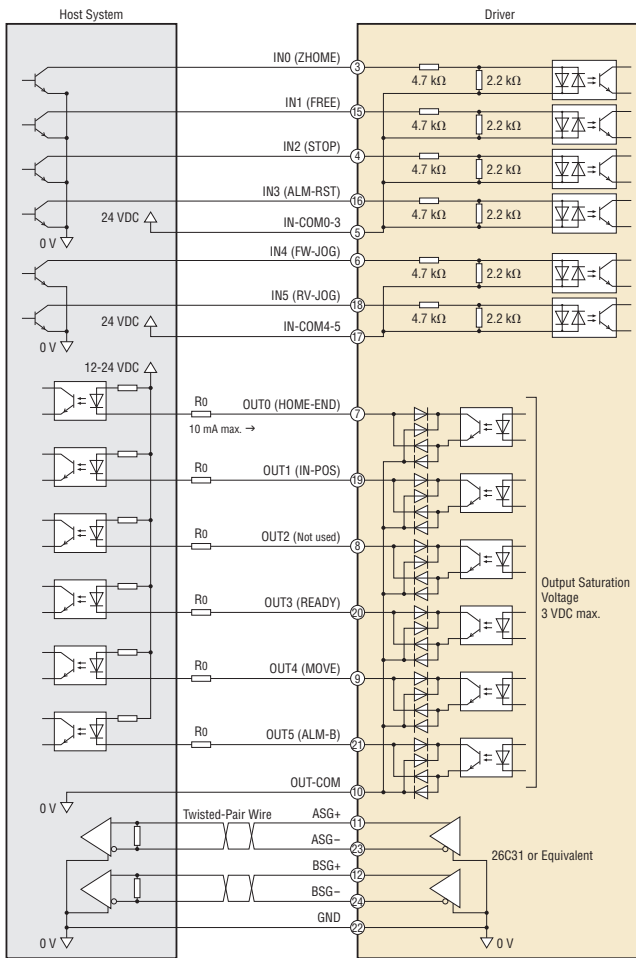 Host System
Driver
IN0 (ZHOME)
3
4.7 kΩ
2.2 kΩ
IN1 (FREE)
15
4.7 kΩ
2.2 kΩ
IN2 (STOP)
4
4.7 kΩ
2.2 kΩ
IN3 (ALM-RST)
16
4.7 kΩ
2.2 kΩ
24 VDC
IN-COM0-3
5
0 V
IN4 (FW-JOG)
6
4.7 kΩ
2.2 kΩ
IN5 (RV-JOG)
18
4.7 kΩ
2.2 kΩ
24 VDC
IN-COM4-5
17
0 V
12-24 VDC
R0
OUT0 (HOME-END)
7
10 mA max. →
R0
OUT1 (IN-POS)
19
R0
OUT2 (Not used)
8
Output Saturation
Voltage
3 VDC max.
R0
OUT3 (READY)
20
R0
OUT4 (MOVE)
9
R0
OUT5 (ALM-B)
21
OUT-COM
10
0 V
Twisted-Pair Wire
ASG+
11
ASG−
23
26C31 or Equivalent
BSG+
12
BSG−
24
GND
22
0 V
0 V